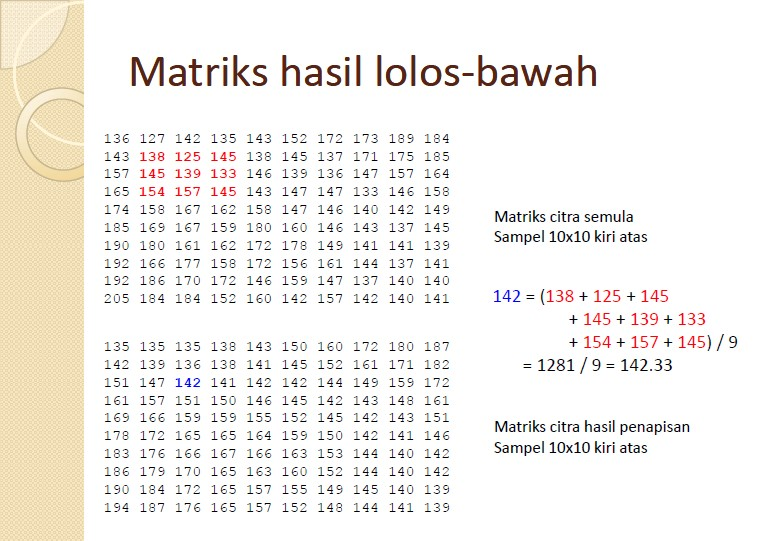 Matriks hasil lolos-bawah
136 127 142 135 143 152 172 173 189 184
143 138 125 145 138 145 137 171 175 185
157 145 139 133 146 139 136 147 157 164
165 154 157 145 143 147 147 133 146 158
174 158 167 162 158 147 146 140 142 149
185 169 167 159 180 160 146 143 137 145
190 180 161 162 172 178 149 141 141 139
192 166 177 158 172 156 161 144 137 141
192 186 170 172 146 159 147 137 140 140
205 184 184 152 160 142 157 142 140 141
Matriks citra semula
Sampel 10x10 kiri atas
142 = (138 + 125 + 145
+ 145 + 139 + 133
+ 154 + 157 + 145) / 9
= 1281 / 9 = 142.33
135 135 135 138 143 150 160 172 180 187
142 139 136 138 141 145 152 161 171 182
151 147 142 141 142 142 144 149 159 172
161 157 151 150 146 145 142 143 148 161
169 166 159 159 155 152 145 142 143 151
178 172 165 165 164 159 150 142 141 146
183 176 166 167 166 163 153 144 140 142
186 179 170 165 163 160 152 144 140 142
190 184 172 165 157 155 149 145 140 139
194 187 176 165 157 152 148 144 141 139
Matriks citra hasil penapisan
Sampel 10x10 kiri atas